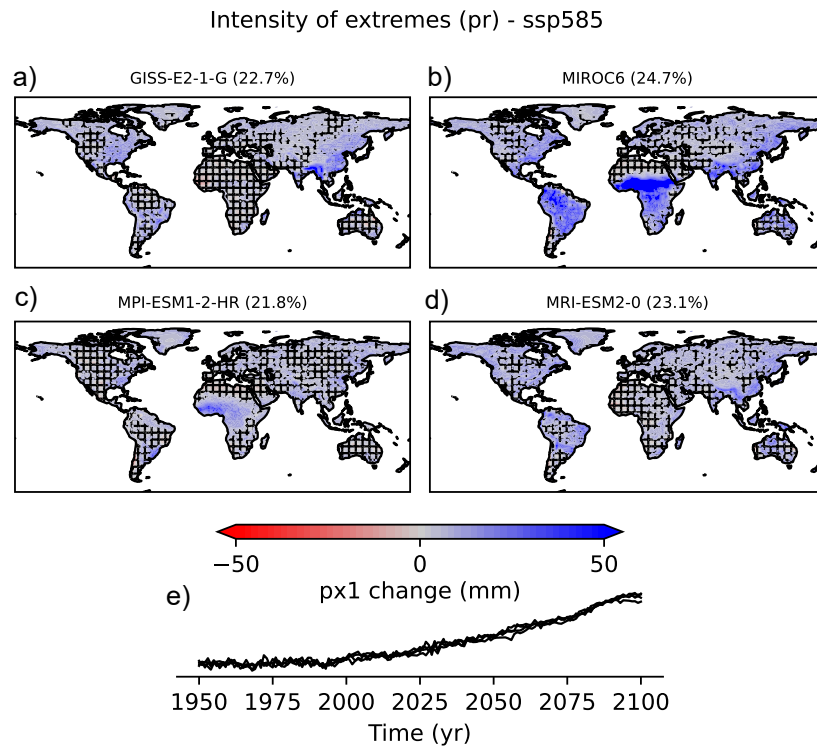 Intensity of extremes (pr) - ssp585
a) GISS-E2-1-G (22.7%)
b) MIROC6 (24.7%)
c) MPI-ESM1-2-HR (21.8%)
d) MRI-ESM2-0 (23.1%)
−50 0 50
px1 change (mm)
e)
1950 1975 2000 2025 2050 2075 2100
Time (yr)